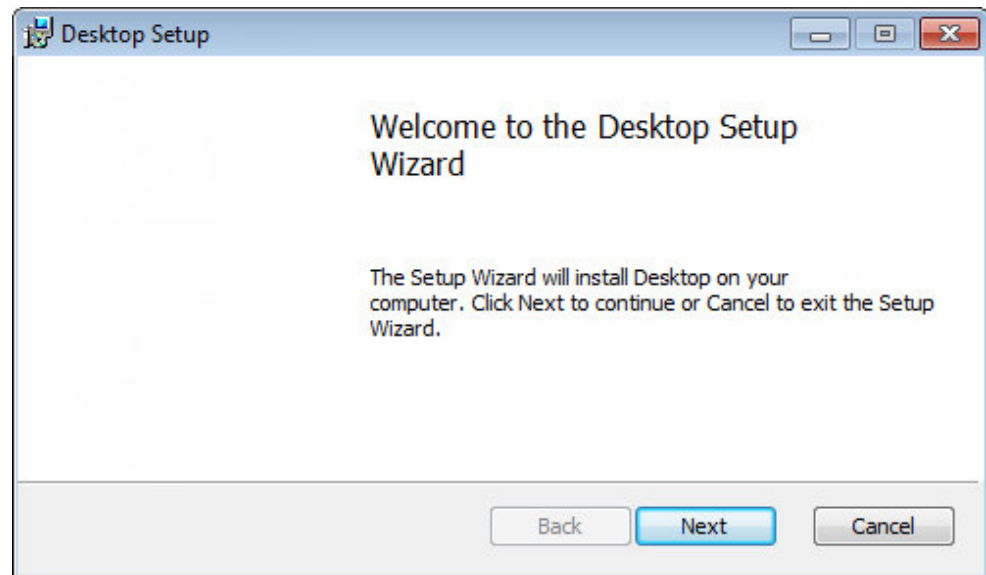 Desktop Setup
Welcome to the Desktop Setup
Wizard
The Setup Wizard will install Desktop on your
computer. Click Next to continue or Cancel to exit the Setup
Wizard.
Back Next Cancel